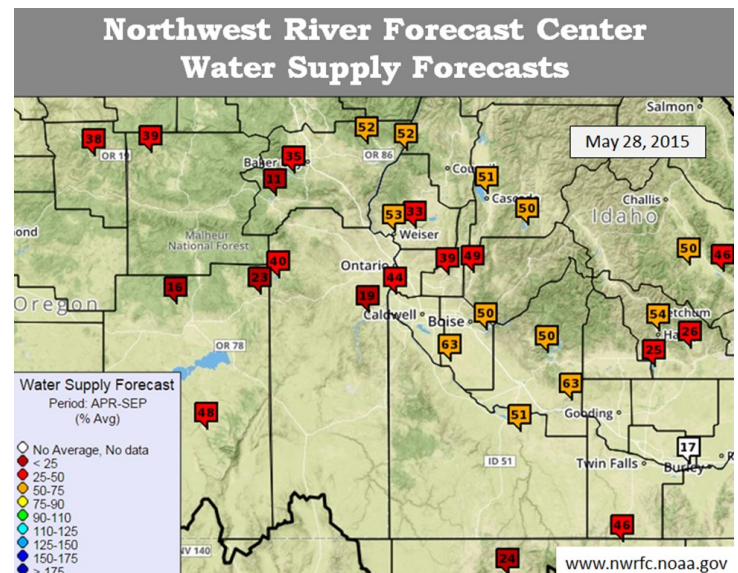 Northwest River Forecast Center
Water Supply Forecasts
May 28, 2015
Salmon
38
39
OR 19
52
52
OR 86
35
Baker
11
51
Cascade
Challis
50
Idaho
53
33
Weiser
Malheur
National Forest
50
46
40
Ontario
39
49
16
23
44
19
Oregon
Caldwell
Boise
50
54
Ketchum
26
50
25
63
OR 78
63
48
51
Gooding
17
ID 51
Twin Falls
Burley
46
24
NV 140
Water Supply Forecast
Period: APR-SEP
(% Avg)
No Average, No data
< 25
25-50
50-75
75-90
90-110
110-125
125-150
150-175
> 175
www.nwrfc.noaa.gov